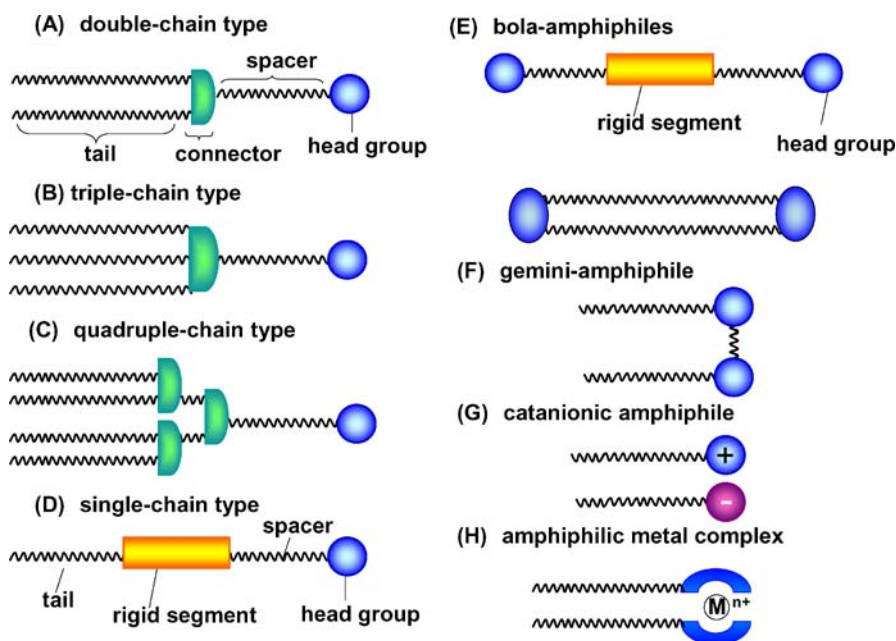 (A) double-chain type
spacer
tail
connector
head group
(B) triple-chain type
(C) quadruple-chain type
(D) single-chain type
spacer
tail
rigid segment
head group
(E) bola-amphiphiles
rigid segment
head group
(F) gemini-amphiphile
(G) catanionic amphiphile
+
-
(H) amphiphilic metal complex
M n+